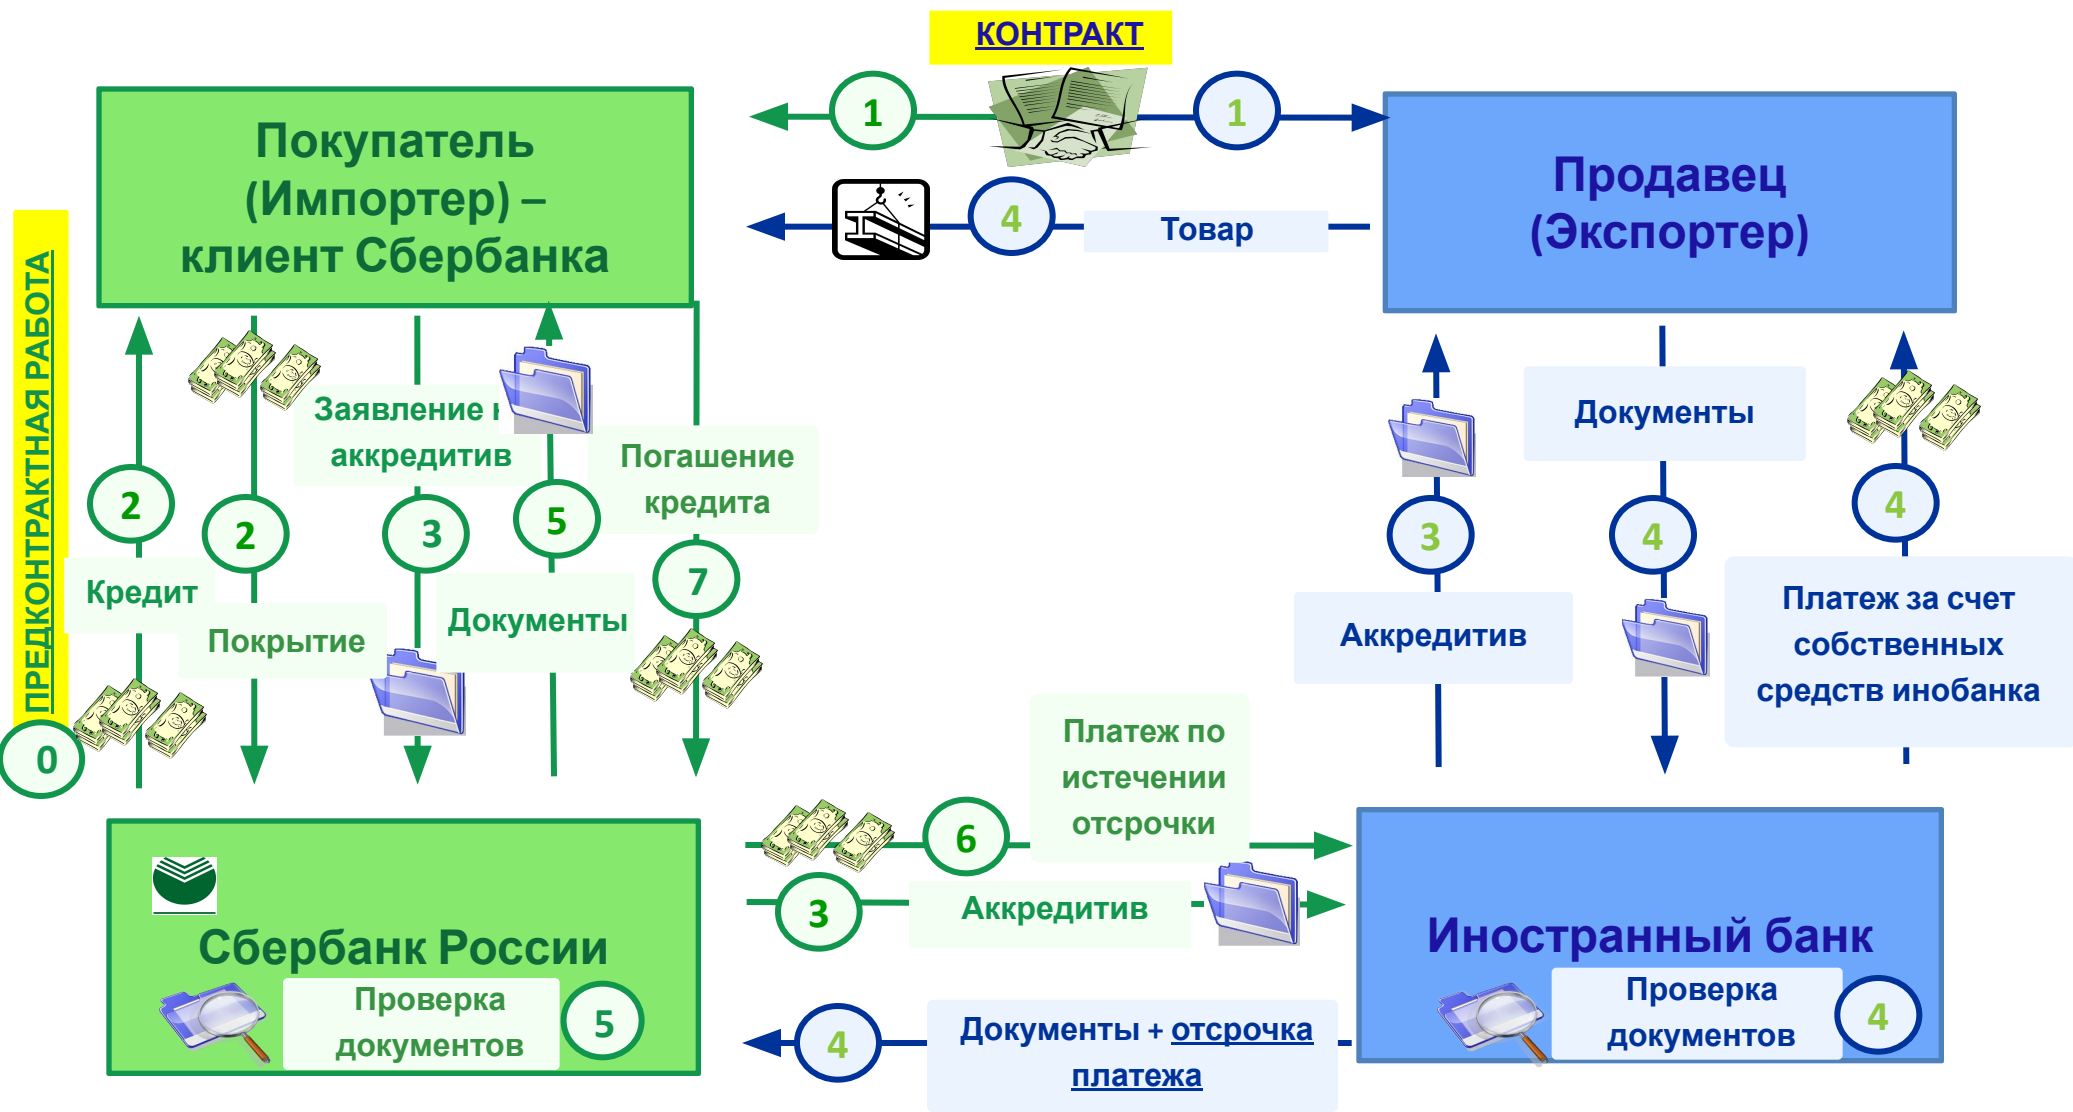 КОНТРАКТ
1
1
Покупатель
(Импортер) –
клиент Сбербанка
Продавец
(Экспортер)
4
Товар
ПРЕДКОНТРАКТНАЯ РАБОТА
0
2
Кредит
2
Покрытие
Заявление
аккредитив
3
5
Документы
Погашение
кредита
7
3
Аккредитив
Документы
4
4
Платеж за счет
собственных
средств инобанка
Платеж по
истечении
отсрочки
6
3
Аккредитив
Сбербанк России
Проверка
документов
5
Иностранный банк
Проверка
документов
4
4
Документы + отсрочка
платежа